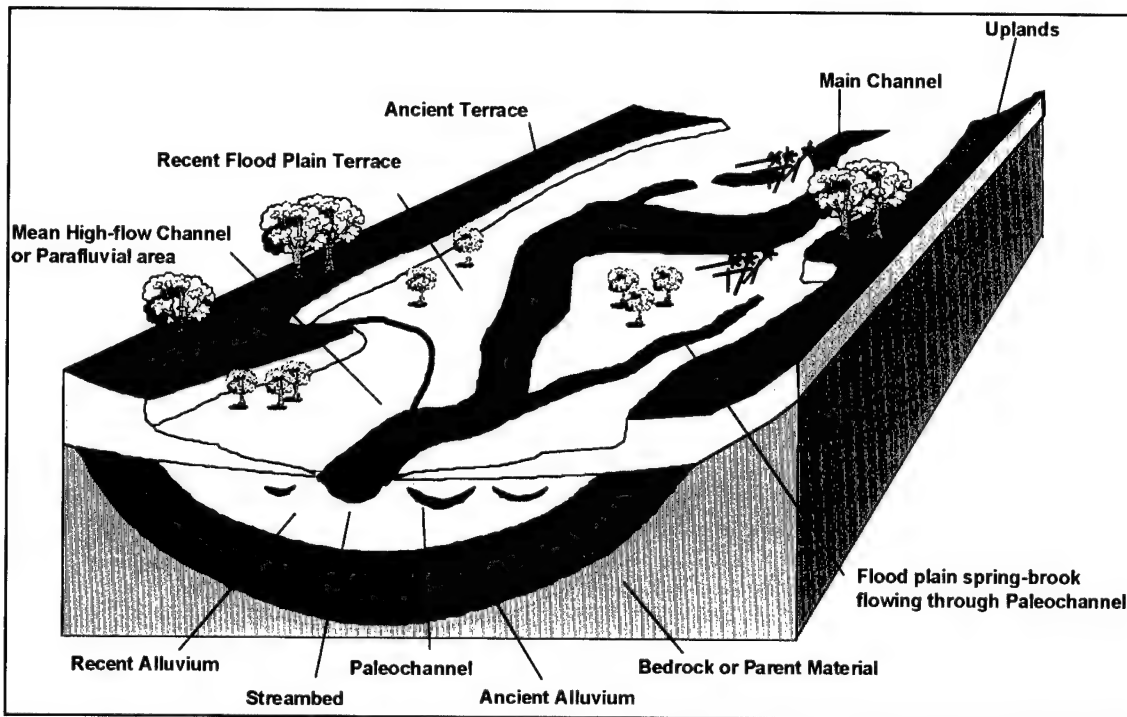 Uplands
Main Channel
Ancient Terrace
Recent Flood Plain Terrace
Mean High-flow Channel
or Parafluvial area
Flood plain spring-brook
flowing through Paleochannel
Recent Alluvium
Paleochannel
Bedrock or Parent Material
Streambed
Ancient Alluvium